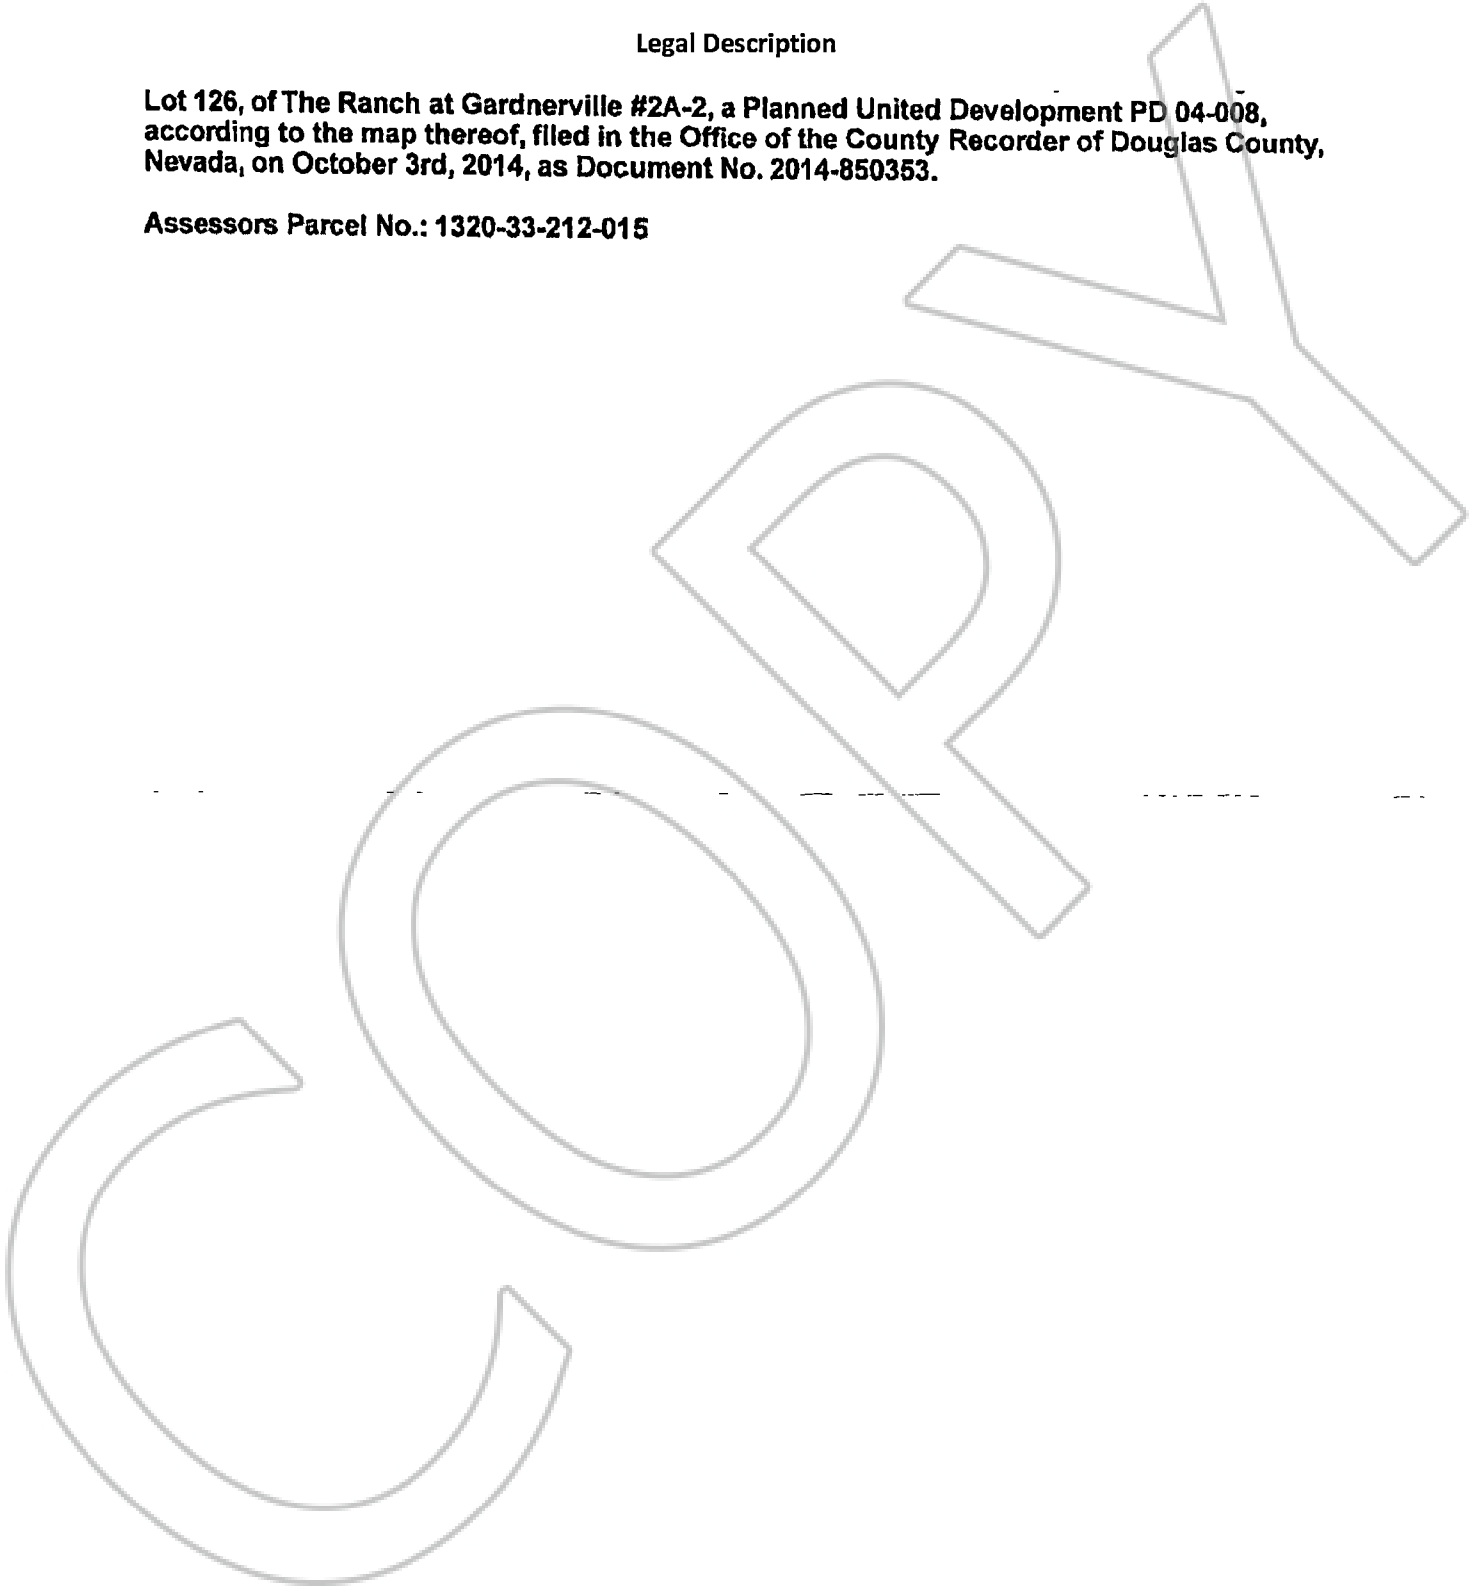 Legal Description
Lot 126, of The Ranch at Gardnerville #2A-2, a Planned United Development PD 04-008,
according to the map thereof, filed in the Office of the County Recorder of Douglas County,
Nevada, on October 3rd, 2014, as Document No. 2014-850353.
Assessors Parcel No.: 1320-33-212-015
COPY